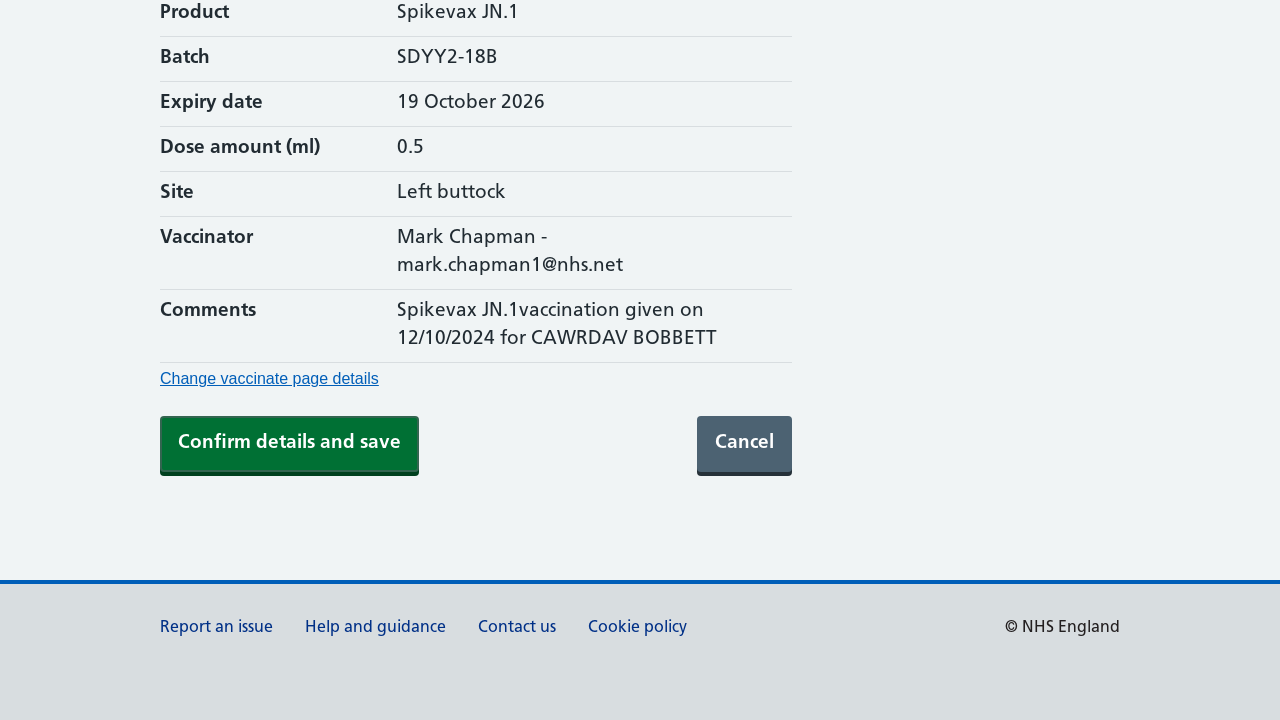 Product Spikevax JN.1
Batch SDYY2-18B
Expiry date 19 October 2026
Dose amount (ml) 0.5
Site Left buttock
Vaccinator Mark Chapman -
mark.chapman1@nhs.net
Comments Spikevax JN.1vaccination given on
12/10/2024 for CAWRDAV BOBBETT
Change vaccinate page details
Confirm details and save Cancel
Report an issue Help and guidance Contact us Cookie policy © NHS England